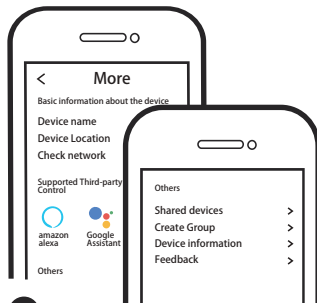 <
More
Basic information about the device
Device name
Device Location
Check network
Supported Third-party
Control
amazon
alexa
Google
Assistant
Others
Others
Shared devices >
Create Group >
Device information >
Feedback >